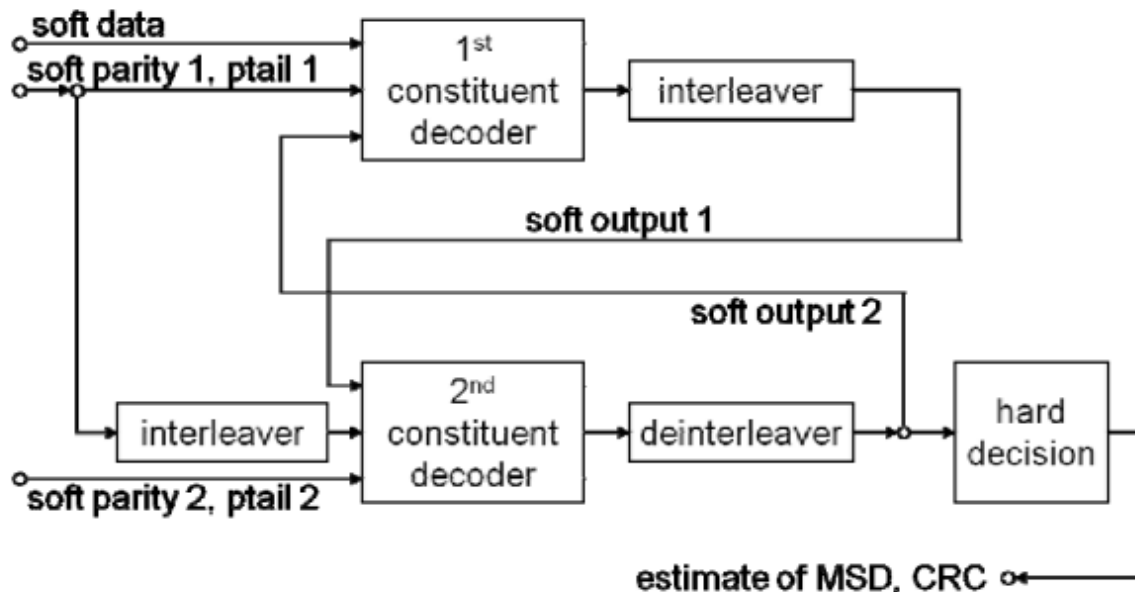 soft data
soft parity 1, ptail 1
1st
constituent
decoder
interleaver
soft output 1
soft output 2
interleaver
2nd
constituent
decoder
deinterleaver
hard
decision
soft parity 2, ptail 2
estimate of MSD, CRC